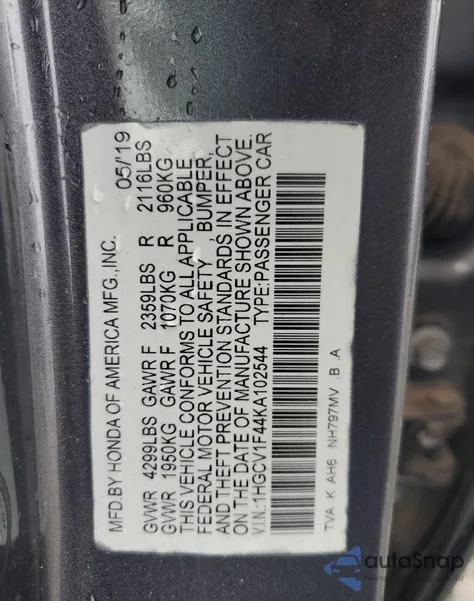 MFD.BY HONDA OF AMERICA MFG.,INC. 05/'19
GVWR 4299LBS GAWR F 2359LBS R 2116LBS
GVWR 1950KG GAWR F 1070KG R 960KG
THIS VEHICLE CONFORMS TO ALL APPLICABLE
FEDERAL MOTOR VEHICLE SAFETY , BUMPER,
AND THEFT PREVENTION STANDARDS IN EFFECT
ON THE DATE OF MANUFACTURE SHOWN ABOVE.
V.I.N.:1HGCV1F44KA102544 TYPE:PASSENGER CAR
TVA K AH6 NH797MV .B .A
autoSnap